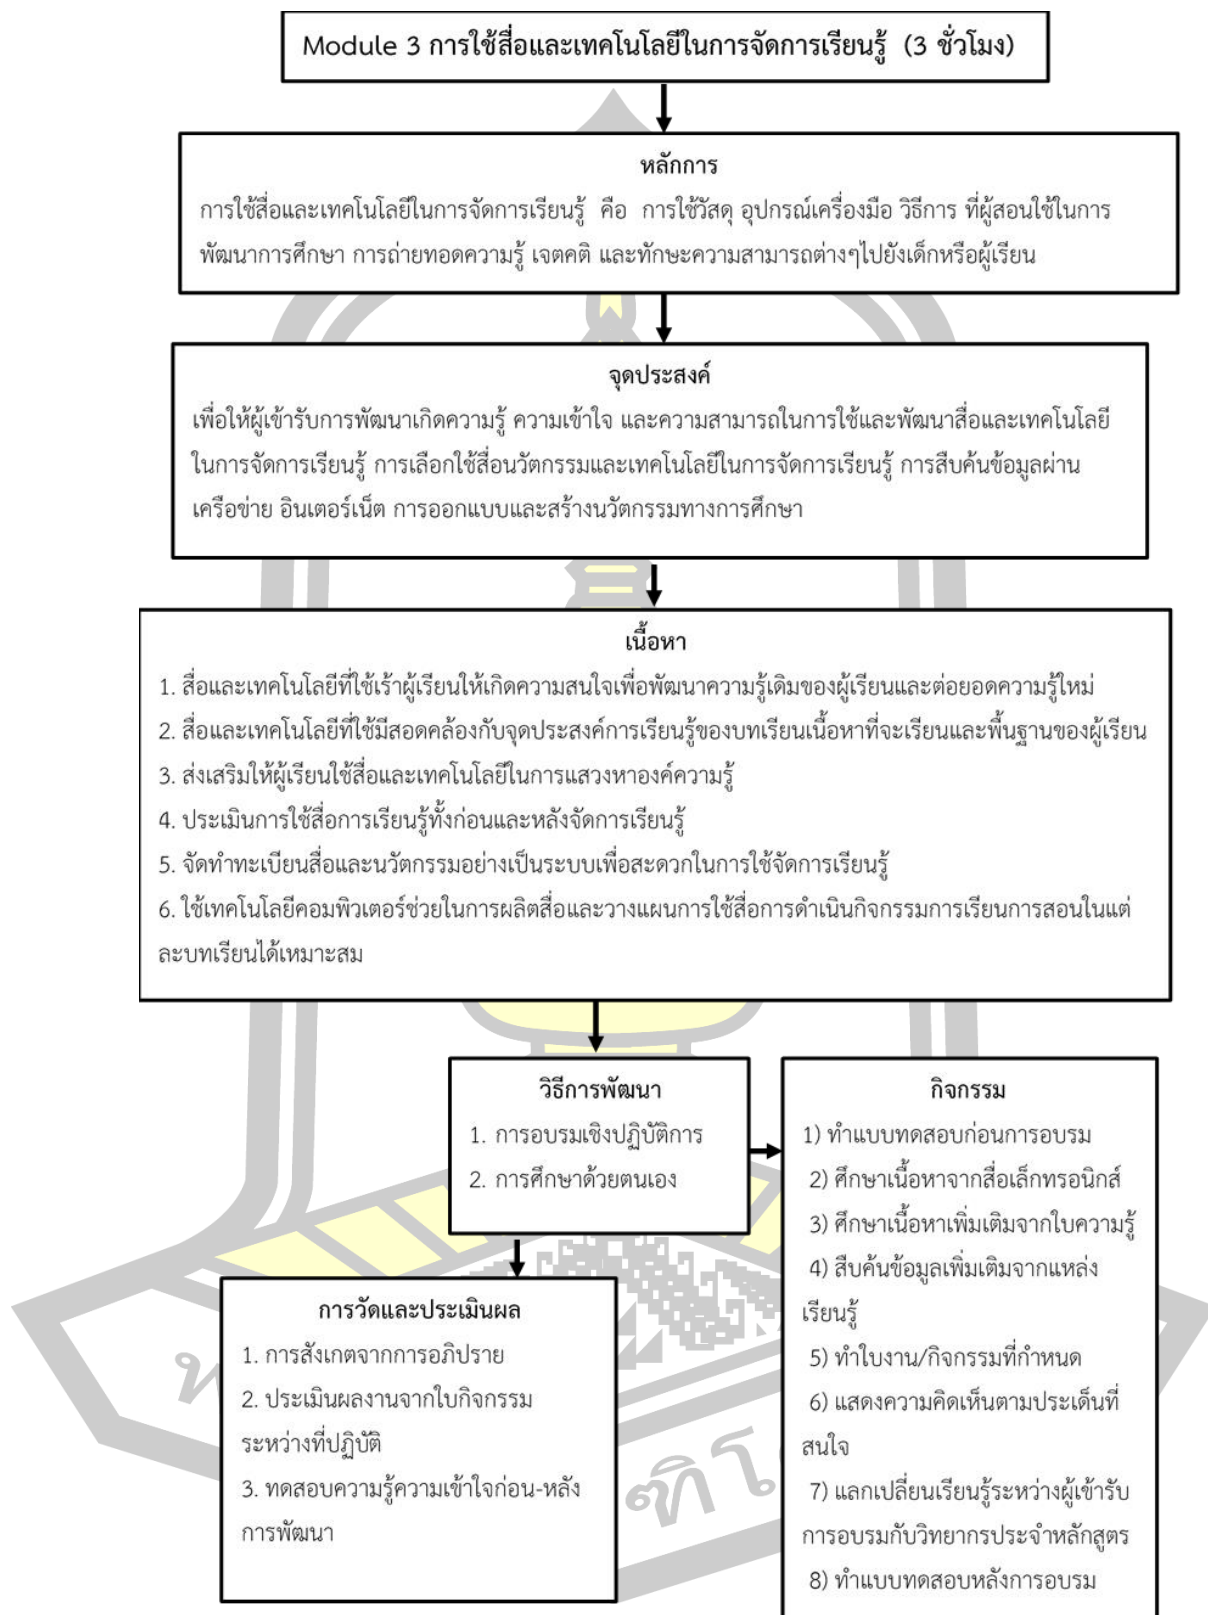 Module 3 การใช้สื่อและเทคโนโลยีในการจัดการเรียนรู้ (3 ชั่วโมง)
หลักการ
การใช้สื่อและเทคโนโลยีในการจัดการเรียนรู้ คือ การใช้วัสดุ อุปกรณ์เครื่องมือ วิธีการ ที่ผู้สอนใช้ในการ
พัฒนาการศึกษา การถ่ายทอดความรู้ เจตคติ และทักษะความสามารถต่างๆไปยังเด็กหรือผู้เรียน
จุดประสงค์
เพื่อให้ผู้เข้ารับการพัฒนาเกิดความรู้ ความเข้าใจ และความสามารถในการใช้และพัฒนาสื่อและเทคโนโลยี
ในการจัดการเรียนรู้ การเลือกใช้สื่อนวัตกรรมและเทคโนโลยีในการจัดการเรียนรู้ การสืบค้นข้อมูลผ่าน
เครือข่าย อินเตอร์เน็ต การออกแบบและสร้างนวัตกรรมทางการศึกษา
เนื้อหา
1. สื่อและเทคโนโลยีที่ใช้เร้าผู้เรียนให้เกิดความสนใจเพื่อพัฒนาความรู้เดิมของผู้เรียนและต่อยอดความรู้ใหม่
2. สื่อและเทคโนโลยีที่ใช้มีสอดคล้องกับจุดประสงค์การเรียนรู้ของบทเรียนเนื้อหาที่จะเรียนและพื้นฐานของผู้เรียน
3. ส่งเสริมให้ผู้เรียนใช้สื่อและเทคโนโลยีในการแสวงหาองค์ความรู้
4. ประเมินการใช้สื่อการเรียนรู้ทั้งก่อนและหลังจัดการเรียนรู้
5. จัดทำทะเบียนสื่อและนวัตกรรมอย่างเป็นระบบเพื่อสะดวกในการใช้จัดการเรียนรู้
6. ใช้เทคโนโลยีคอมพิวเตอร์ช่วยในการผลิตสื่อและวางแผนการใช้สื่อการดำเนินกิจกรรมการเรียนการสอนในแต่
ละบทเรียนได้เหมาะสม
วิธีการพัฒนา
1. การอบรมเชิงปฏิบัติการ
2. การศึกษาด้วยตนเอง
กิจกรรม
1) ทำแบบทดสอบก่อนการอบรม
2) ศึกษาเนื้อหาจากสื่อเล็กทรอนิกส์
3) ศึกษาเนื้อหาเพิ่มเติมจากใบความรู้
4) สืบค้นข้อมูลเพิ่มเติมจากแหล่ง
เรียนรู้
5) ทำใบงาน/กิจกรรมที่กำหนด
6) แสดงความคิดเห็นตามประเด็นที่
สนใจ
7) แลกเปลี่ยนเรียนรู้ระหว่างผู้เข้ารับ
การอบรมกับวิทยากรประจำหลักสูตร
8) ทำแบบทดสอบหลังการอบรม
การวัดและประเมินผล
1. การสังเกตจากการอภิปราย
2. ประเมินผลงานจากใบกิจกรรม
ระหว่างที่ปฏิบัติ
3. ทดสอบความรู้ความเข้าใจก่อน-หลัง
การพัฒนา